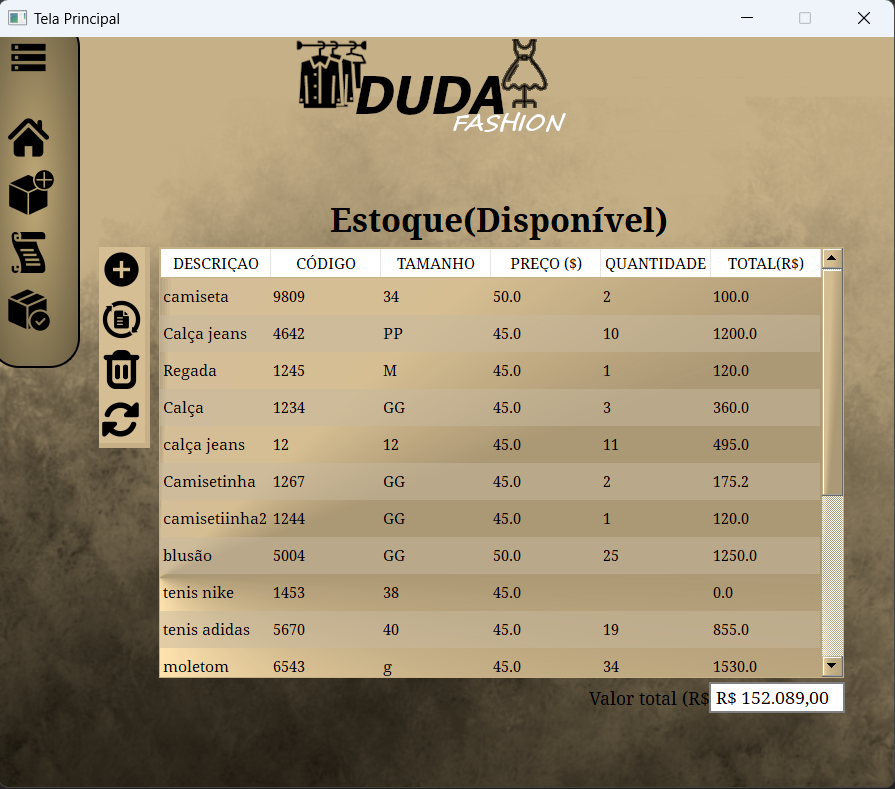 Tela Principal
DUDA
FASHION
Estoque(Disponível)
DESCRIÇAO CÓDIGO TAMANHO PREÇO ($) QUANTIDADE TOTAL(R$)
camiseta 9809 34 50.0 2 100.0
Calça jeans 4642 PP 45.0 10 1200.0
Regada 1245 M 45.0 1 120.0
Calça 1234 GG 45.0 3 360.0
calça jeans 12 12 45.0 11 495.0
Camisetinha 1267 GG 45.0 2 175.2
camisetiinha2 1244 GG 45.0 1 120.0
blusão 5004 GG 50.0 25 1250.0
tenis nike 1453 38 45.0 0.0
tenis adidas 5670 40 45.0 19 855.0
moletom 6543 g 45.0 34 1530.0
Valor total (R$ R$ 152.089,00